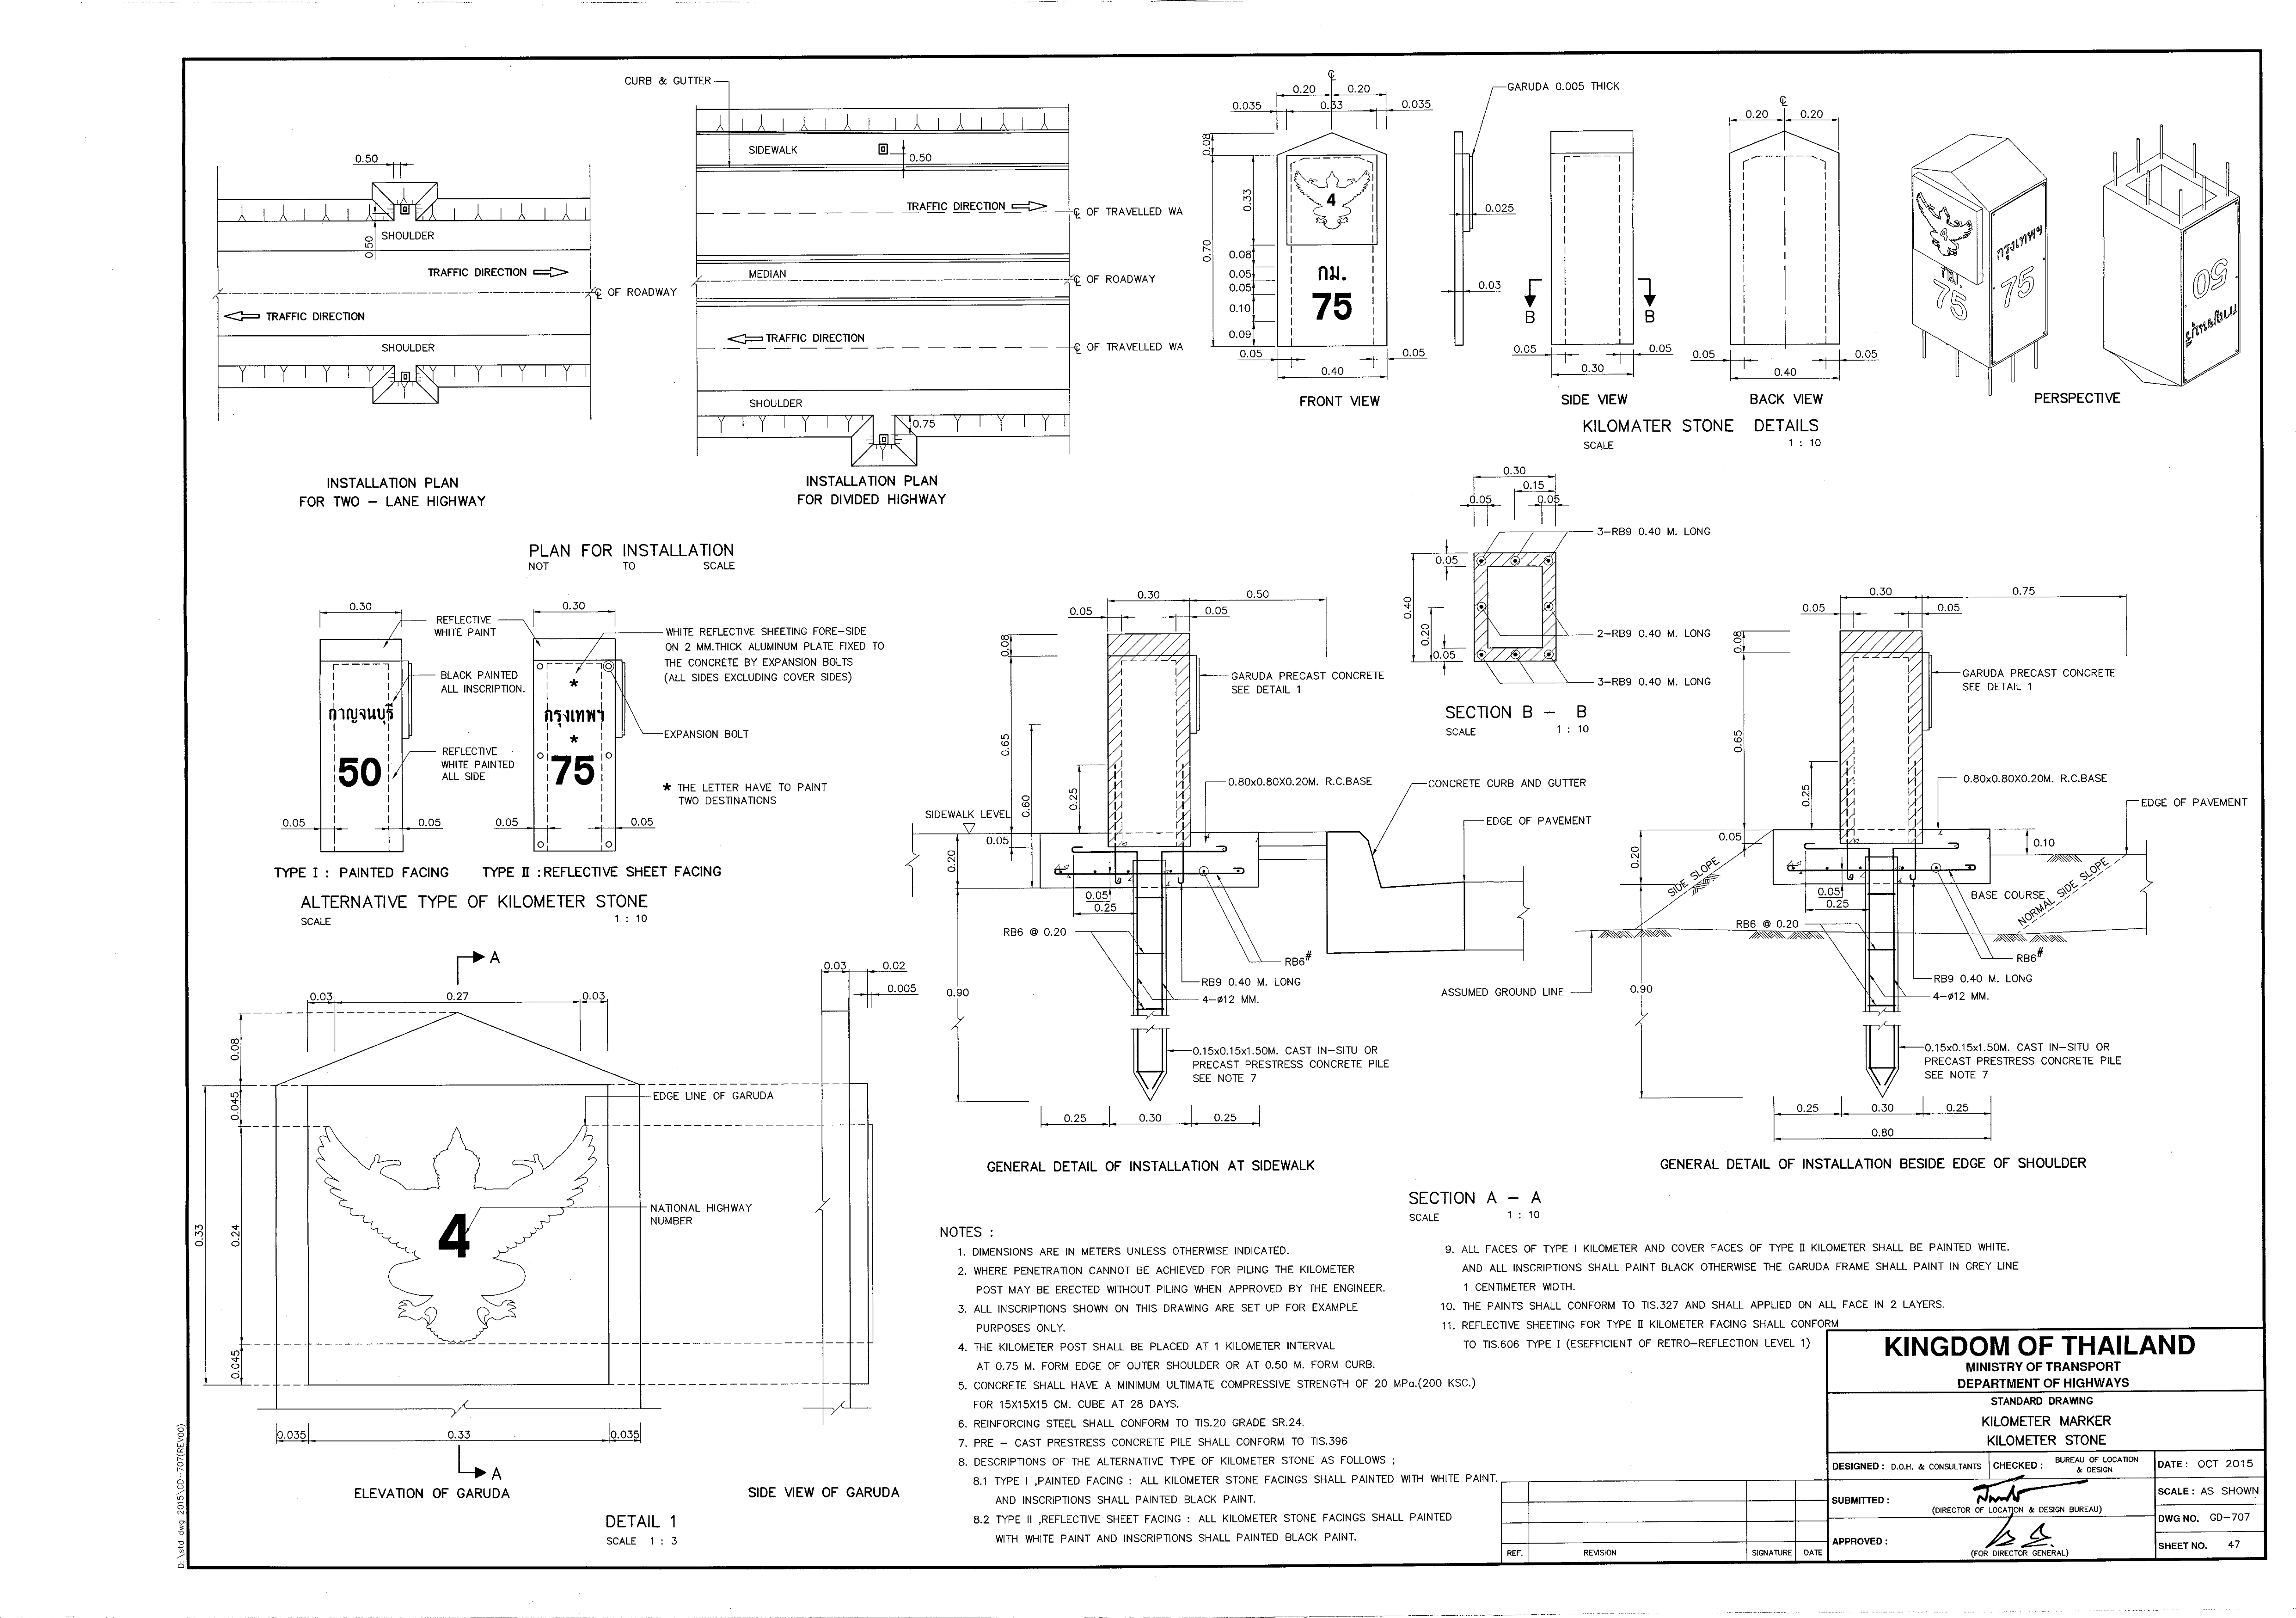 CURB & GUTTER
0.50
0.50
SHOULDER
TRAFFIC DIRECTION
℄ OF ROADWAY
TRAFFIC DIRECTION
SHOULDER
INSTALLATION PLAN
FOR TWO - LANE HIGHWAY
SIDEWALK
0.50
TRAFFIC DIRECTION
℄ OF TRAVELLED WA
MEDIAN
℄ OF ROADWAY
TRAFFIC DIRECTION
℄ OF TRAVELLED WA
SHOULDER
0.75
INSTALLATION PLAN
FOR DIVIDED HIGHWAY
PLAN FOR INSTALLATION
NOT TO SCALE
℄
0.20 0.20
0.035 0.33 0.035
0.08
0.33
0.70
0.08
0.05
0.05
0.10
0.09
4
กม.
75
0.05 0.05
0.40
FRONT VIEW
GARUDA 0.005 THICK
0.025
0.03
B B
0.05 0.05
0.30
SIDE VIEW
℄
0.20 0.20
0.05 0.05
0.40
BACK VIEW
KILOMATER STONE DETAILS
SCALE 1 : 10
4
กม.
75
กรุงเทพฯ
75
50
PERSPECTIVE
0.30
0.15
0.05 0.05
3-RB9 0.40 M. LONG
0.05
0.40
0.20
2-RB9 0.40 M. LONG
0.05
3-RB9 0.40 M. LONG
SECTION B - B
SCALE 1 : 10
0.30 0.30
REFLECTIVE
WHITE PAINT
WHITE REFLECTIVE SHEETING FORE-SIDE
ON 2 MM.THICK ALUMINUM PLATE FIXED TO
THE CONCRETE BY EXPANSION BOLTS
(ALL SIDES EXCLUDING COVER SIDES)
BLACK PAINTED
ALL INSCRIPTION.
กาญจนบุรี
50
*
กรุงเทพฯ
*
75
EXPANSION BOLT
REFLECTIVE
WHITE PAINTED
ALL SIDE
* THE LETTER HAVE TO PAINT
TWO DESTINATIONS
0.05 0.05 0.05 0.05
TYPE I : PAINTED FACING TYPE II :REFLECTIVE SHEET FACING
ALTERNATIVE TYPE OF KILOMETER STONE
SCALE 1 : 10
0.30 0.50
0.05 0.05
0.08
0.65
0.60
0.25
GARUDA PRECAST CONCRETE
SEE DETAIL 1
0.80x0.80X0.20M. R.C.BASE
CONCRETE CURB AND GUTTER
EDGE OF PAVEMENT
SIDEWALK LEVEL
0.05
0.20
0.05
0.25
RB6 @ 0.20
RB6#
RB9 0.40 M. LONG
4-ø12 MM.
0.90
0.15x0.15x1.50M. CAST IN-SITU OR
PRECAST PRESTRESS CONCRETE PILE
SEE NOTE 7
0.25 0.30 0.25
GENERAL DETAIL OF INSTALLATION AT SIDEWALK
0.30 0.75
0.05 0.05
0.08
0.65
0.25
GARUDA PRECAST CONCRETE
SEE DETAIL 1
0.80x0.80X0.20M. R.C.BASE
EDGE OF PAVEMENT
0.05
0.10
0.20
SIDE SLOPE
0.05
0.25
BASE COURSE
NORMAL SIDE SLOPE
RB6 @ 0.20
RB6#
RB9 0.40 M. LONG
4-ø12 MM.
ASSUMED GROUND LINE
0.90
0.15x0.15x1.50M. CAST IN-SITU OR
PRECAST PRESTRESS CONCRETE PILE
SEE NOTE 7
0.25 0.30 0.25
0.80
GENERAL DETAIL OF INSTALLATION BESIDE EDGE OF SHOULDER
SECTION A - A
SCALE 1 : 10
A
0.03 0.27 0.03
0.08
0.045
0.33
0.24
0.045
EDGE LINE OF GARUDA
4
NATIONAL HIGHWAY
NUMBER
0.035 0.33 0.035
A
ELEVATION OF GARUDA
0.03 0.02
0.005
SIDE VIEW OF GARUDA
DETAIL 1
SCALE 1 : 3
NOTES :
1. DIMENSIONS ARE IN METERS UNLESS OTHERWISE INDICATED.
2. WHERE PENETRATION CANNOT BE ACHIEVED FOR PILING THE KILOMETER
POST MAY BE ERECTED WITHOUT PILING WHEN APPROVED BY THE ENGINEER.
3. ALL INSCRIPTIONS SHOWN ON THIS DRAWING ARE SET UP FOR EXAMPLE
PURPOSES ONLY.
4. THE KILOMETER POST SHALL BE PLACED AT 1 KILOMETER INTERVAL
AT 0.75 M. FORM EDGE OF OUTER SHOULDER OR AT 0.50 M. FORM CURB.
5. CONCRETE SHALL HAVE A MINIMUM ULTIMATE COMPRESSIVE STRENGTH OF 20 MPa.(200 KSC.)
FOR 15X15X15 CM. CUBE AT 28 DAYS.
6. REINFORCING STEEL SHALL CONFORM TO TIS.20 GRADE SR.24.
7. PRE - CAST PRESTRESS CONCRETE PILE SHALL CONFORM TO TIS.396
8. DESCRIPTIONS OF THE ALTERNATIVE TYPE OF KILOMETER STONE AS FOLLOWS ;
8.1 TYPE I ,PAINTED FACING : ALL KILOMETER STONE FACINGS SHALL PAINTED WITH WHITE PAINT.
AND INSCRIPTIONS SHALL PAINTED BLACK PAINT.
8.2 TYPE II ,REFLECTIVE SHEET FACING : ALL KILOMETER STONE FACINGS SHALL PAINTED
WITH WHITE PAINT AND INSCRIPTIONS SHALL PAINTED BLACK PAINT.
9. ALL FACES OF TYPE I KILOMETER AND COVER FACES OF TYPE II KILOMETER SHALL BE PAINTED WHITE.
AND ALL INSCRIPTIONS SHALL PAINT BLACK OTHERWISE THE GARUDA FRAME SHALL PAINT IN GREY LINE
1 CENTIMETER WIDTH.
10. THE PAINTS SHALL CONFORM TO TIS.327 AND SHALL APPLIED ON ALL FACE IN 2 LAYERS.
11. REFLECTIVE SHEETING FOR TYPE II KILOMETER FACING SHALL CONFORM
TO TIS.606 TYPE I (ESEFFICIENT OF RETRO-REFLECTION LEVEL 1)
KINGDOM OF THAILAND
MINISTRY OF TRANSPORT
DEPARTMENT OF HIGHWAYS
STANDARD DRAWING
KILOMETER MARKER
KILOMETER STONE
DESIGNED : D.O.H. & CONSULTANTS CHECKED : BUREAU OF LOCATION & DESIGN DATE : OCT 2015
SUBMITTED :
(DIRECTOR OF LOCATION & DESIGN BUREAU)
SCALE : AS SHOWN
DWG NO. GD-707
APPROVED :
(FOR DIRECTOR GENERAL)
SHEET NO. 47
REF. REVISION SIGNATURE DATE
D:\std dwg 2015\GD-707(REV00)